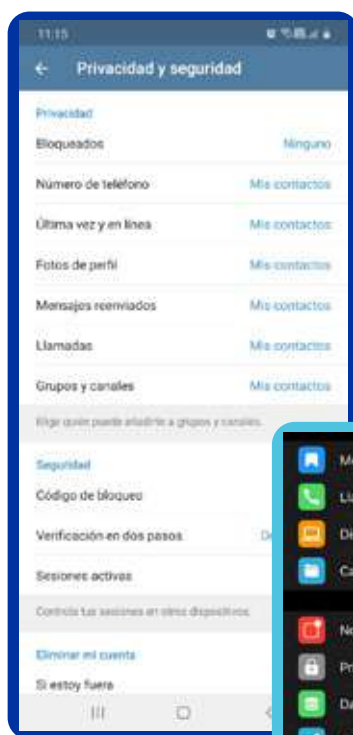 11:15
Privacidad y seguridad
Privacidad
Bloqueados Ninguno
Número de teléfono Mis contactos
Última vez y en línea Mis contactos
Fotos de perfil Mis contactos
Mensajes reenviados Mis contactos
Llamadas Mis contactos
Grupos y canales Mis contactos
Elige quién puede añadirte a grupos y canales.
Seguridad
Código de bloqueo
Verificación en dos pasos
Sesiones activas
Controla tus sesiones en otros dispositivos.
Eliminar mi cuenta
Si estoy fuera